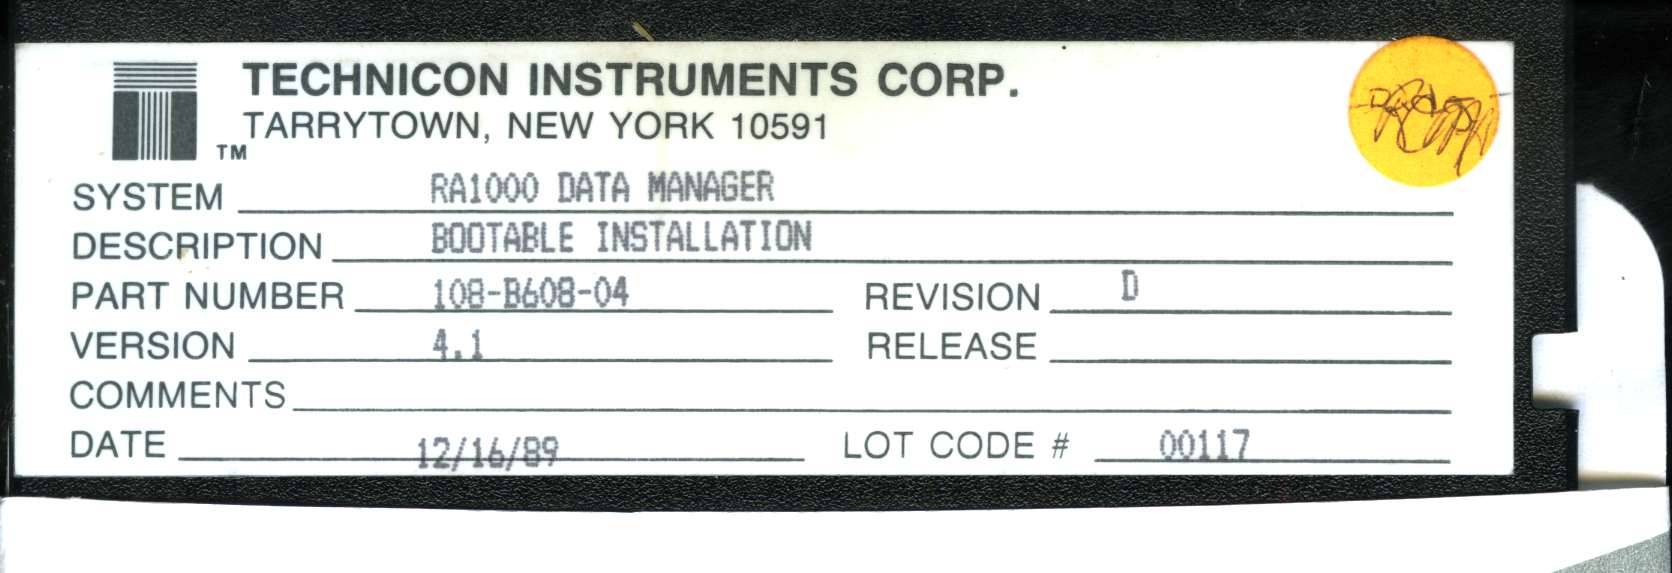 TECHNICON INSTRUMENTS CORP.
TARRYTOWN, NEW YORK 10591
TM
SYSTEM RA1000 DATA MANAGER
DESCRIPTION BOOTABLE INSTALLATION
PART NUMBER 108-B608-04 REVISION D
VERSION 4.1 RELEASE
COMMENTS
DATE 12/16/89 LOT CODE # 00117